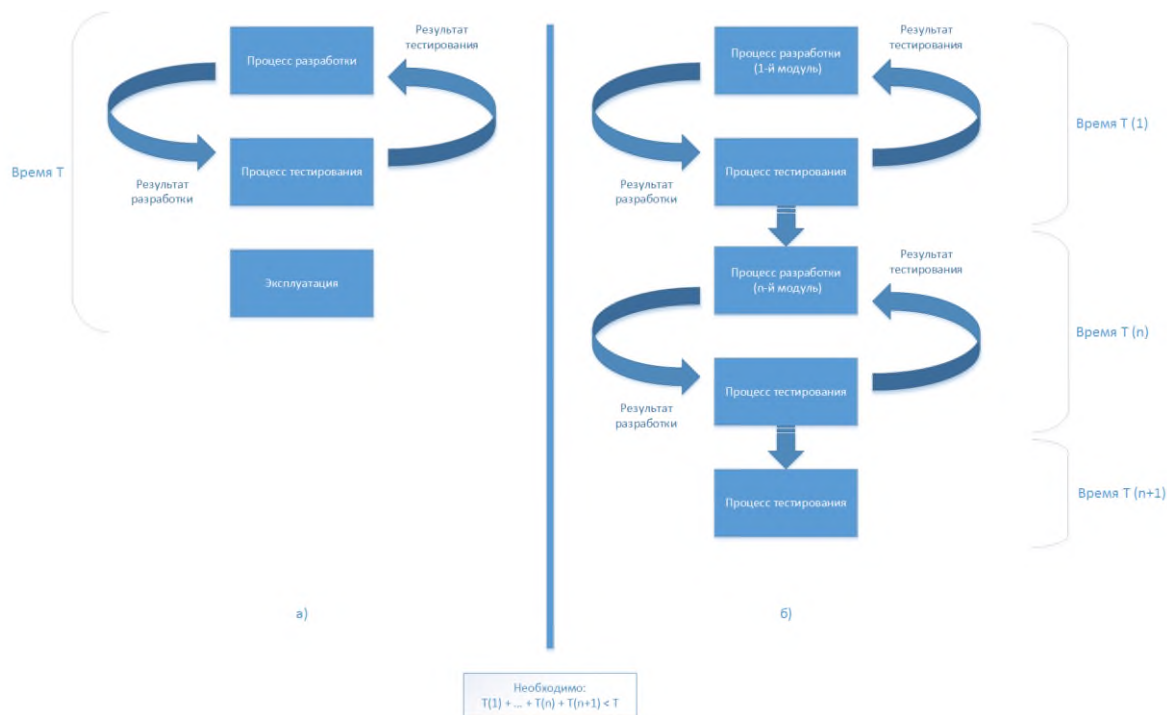 Время T
Процесс разработки
Результат
тестирования
Процесс тестирования
Результат
разработки
Эксплуатация
а)
Процесс разработки
(1-й модуль)
Результат
тестирования
Процесс тестирования
Результат
разработки
Время T (1)
Процесс разработки
(n-й модуль)
Результат
тестирования
Процесс тестирования
Результат
разработки
Время T (n)
Процесс тестирования
Время T (n+1)
б)
Необходимо:
T(1) + ... + T(n) + T(n+1) < T